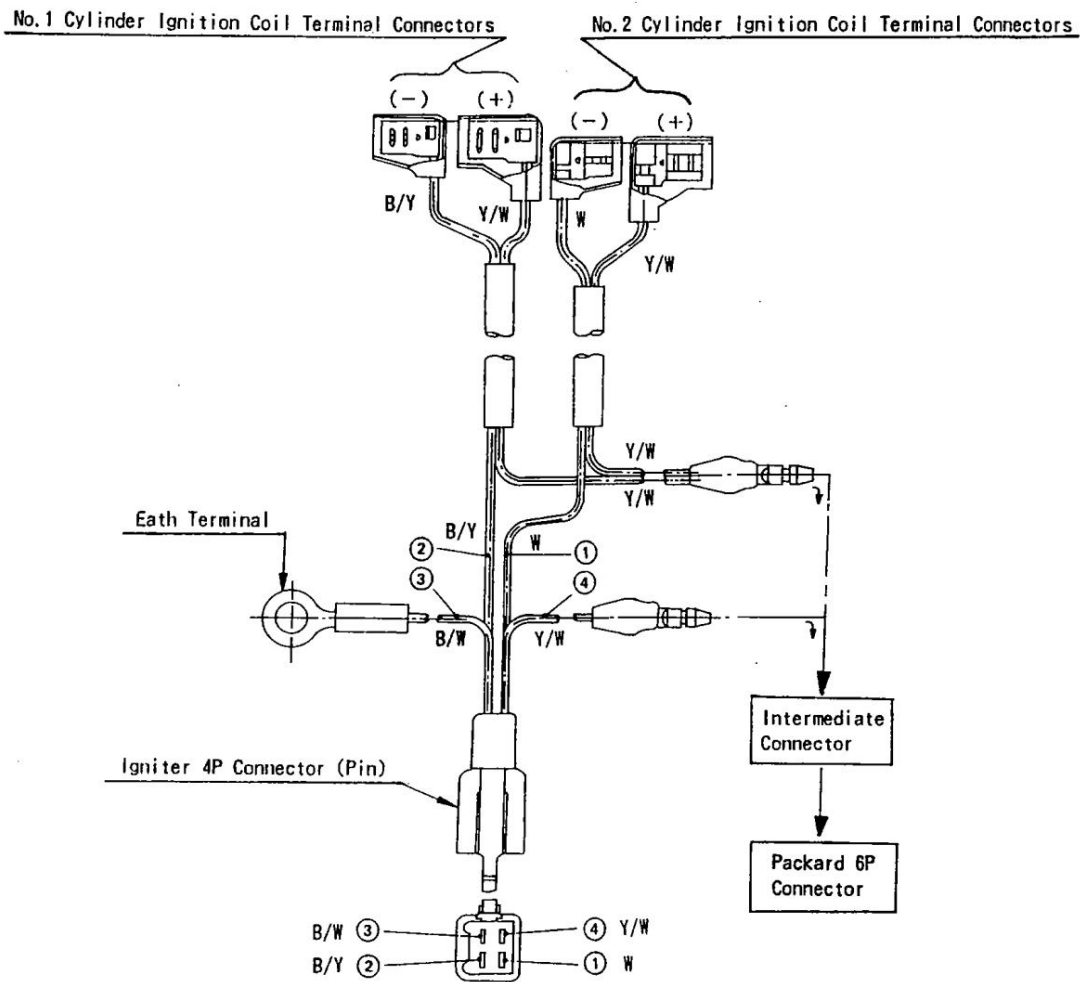 No.1 Cylinder Ignition Coil Terminal Connectors
No.2 Cylinder Ignition Coil Terminal Connectors
(−)
(+)
(−)
(+)
B/Y
Y/W
W
Y/W
Y/W
Y/W
Eath Terminal
B/Y
W
②
①
③
④
B/W
Y/W
Intermediate
Connector
Igniter 4P Connector (Pin)
Packard 6P
Connector
B/W ③
④ Y/W
B/Y ②
① W